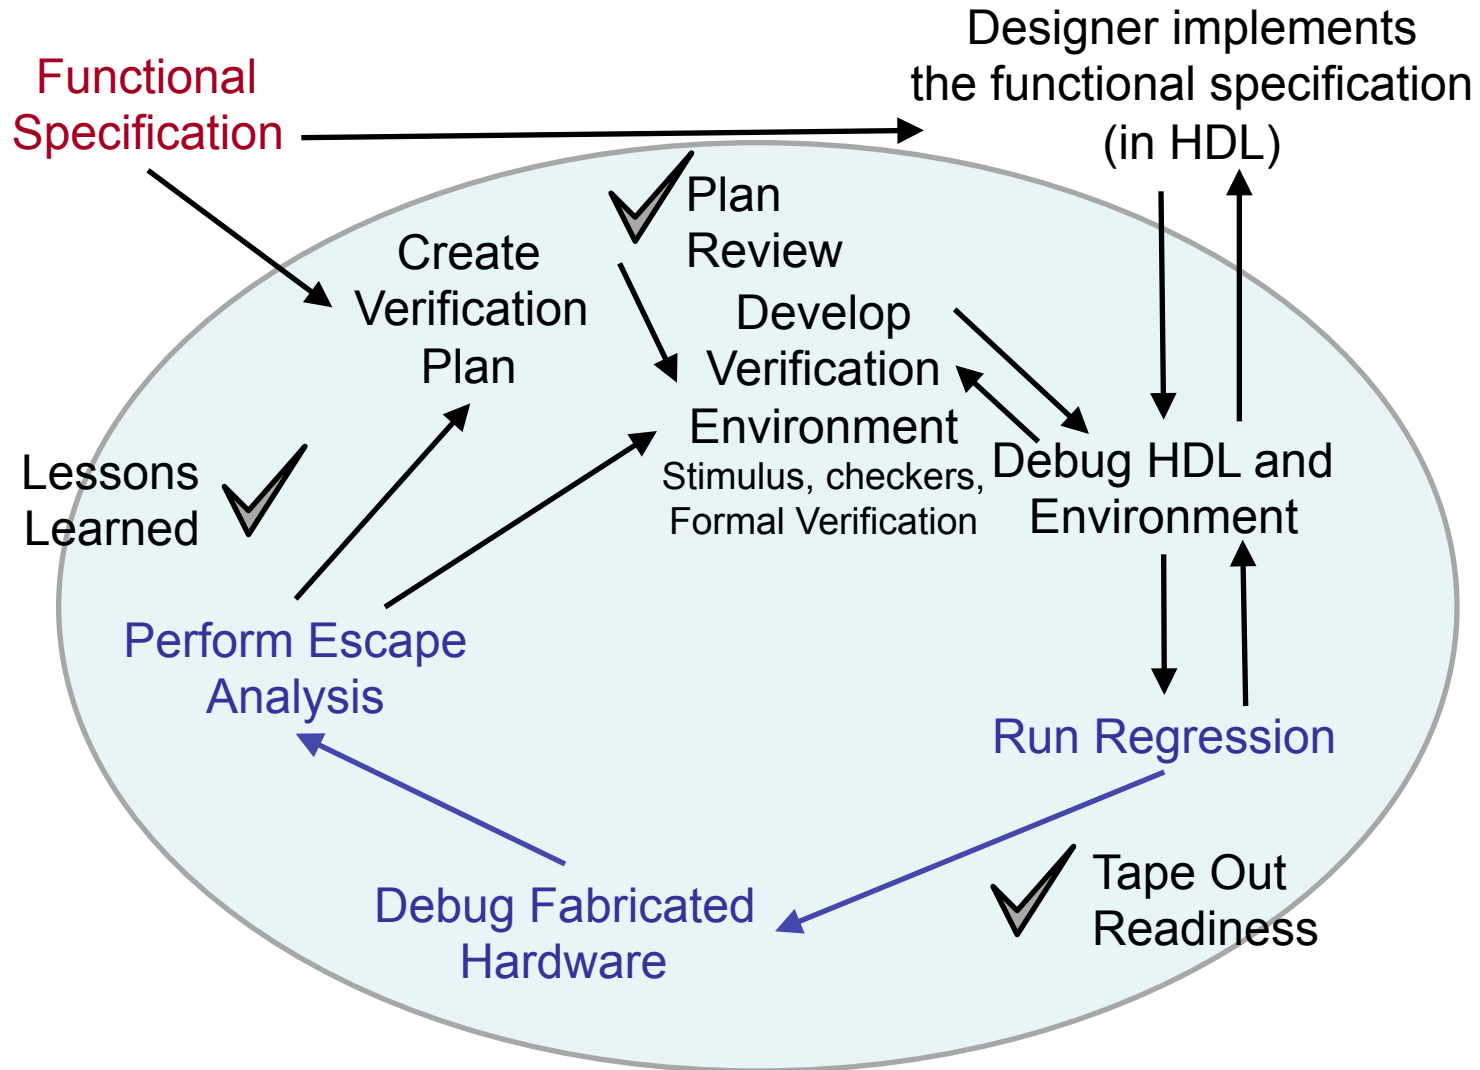 Functional
Specification
Designer implements
the functional specification
(in HDL)
Plan
Review
Create
Verification
Plan
Develop
Verification
Environment
Stimulus, checkers,
Formal Verification
Debug HDL and
Environment
Lessons
Learned
Perform Escape
Analysis
Run Regression
Tape Out
Readiness
Debug Fabricated
Hardware